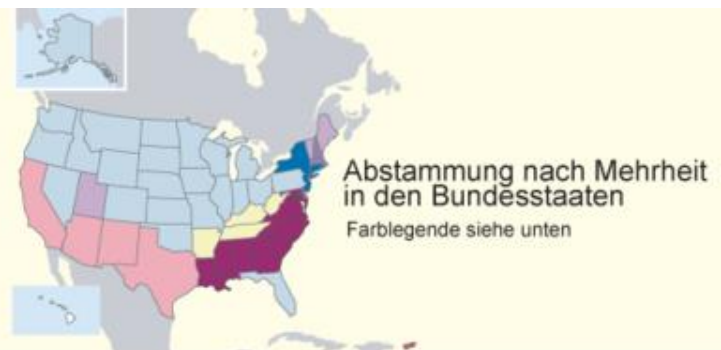 Abstammung nach Mehrheit
in den Bundesstaaten
Farblegende siehe unten